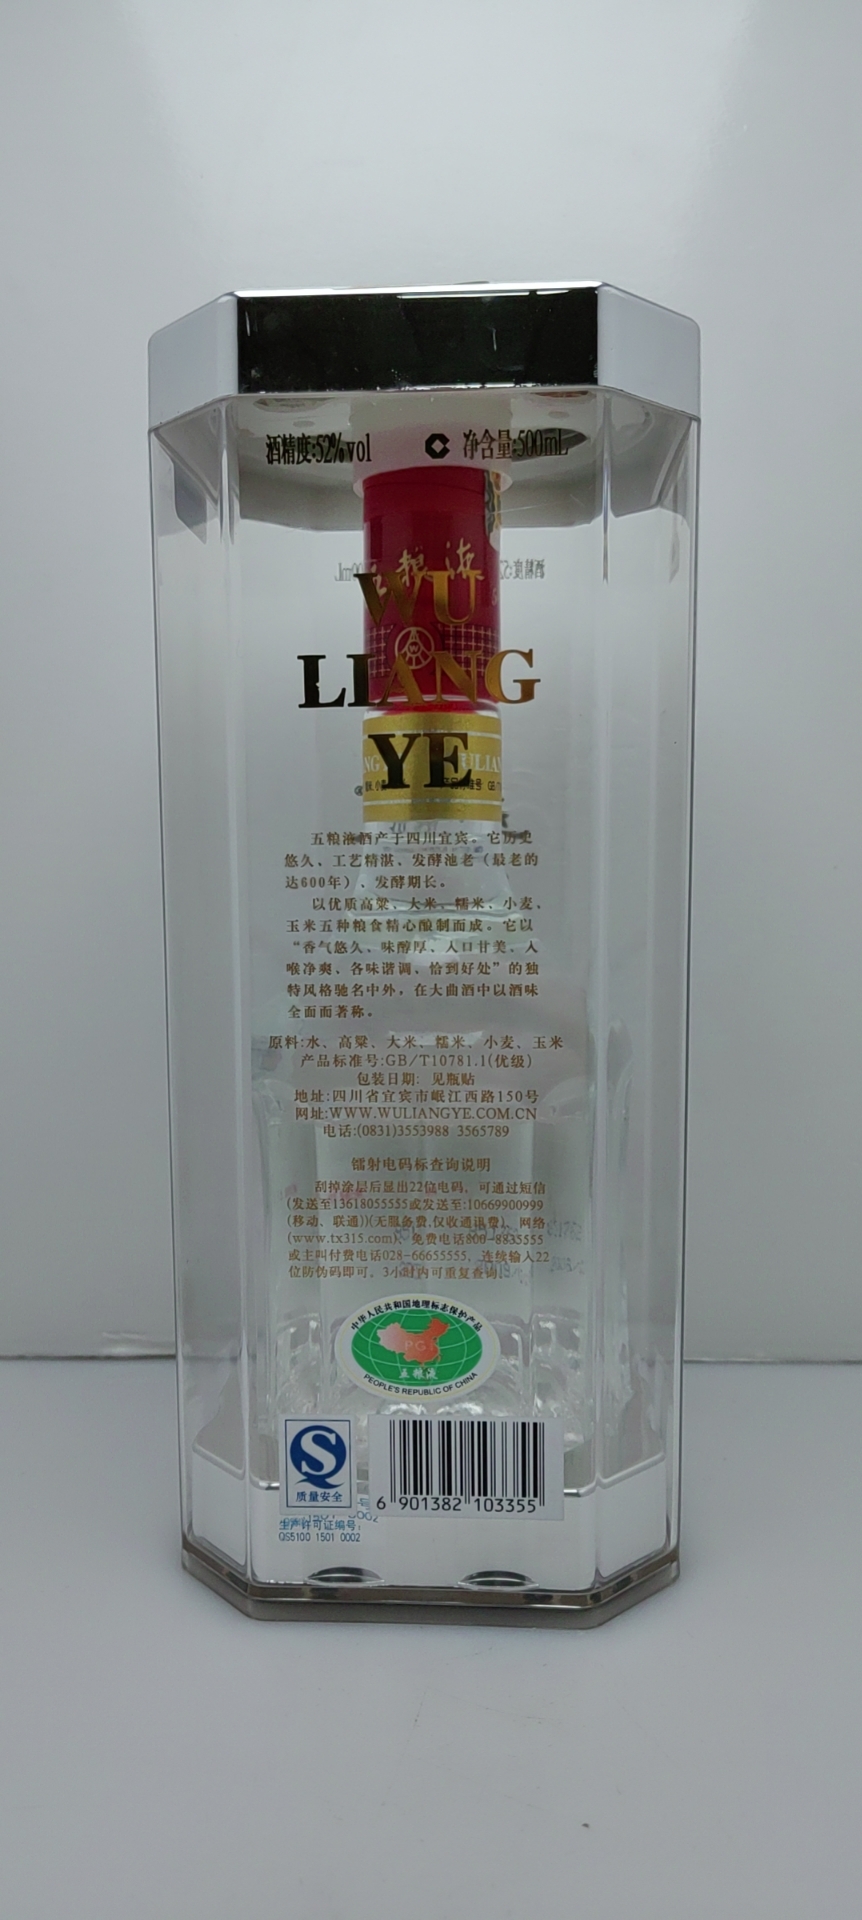 酒精度:52%vol
净含量:500mL
五粮液
WU
LIANG
YE
五粮液酒产于四川宜宾。它历史
悠久、工艺精湛、发酵池老（最老的
达600年）、发酵期长。
以优质高粱、大米、糯米、小麦、
玉米五种粮食精心酿制而成。它以
“香气悠久、味醇厚、入口甘美、入
喉净爽、各味谐调、恰到好处”的独
特风格驰名中外，在大曲酒中以酒味
全面而著称。
原料:水、高粱、大米、糯米、小麦、玉米
产品标准号:GB/T10781.1(优级)
包装日期: 见瓶贴
地址:四川省宜宾市岷江西路150号
网址:WWW.WULIANGYE.COM.CN
电话:(0831)3553988 3565789
镭射电码标查询说明
刮掉涂层后显出22位电码，可通过短信
(发送至13618055555或发送至:10669900999
(移动、联通))(无服务费,仅收通讯费)、网络
(www.tx315.com)、免费电话800-8835555
或主叫付费电话028-66655555，连续输入22
位防伪码即可，3小时内可重复查询。
中华人民共和国地理标志保护产品
PGI
五粮液
PEOPLE'S REPUBLIC OF CHINA
质量安全
6 901382 103355
生产许可证编号:
QS5100 1501 0002